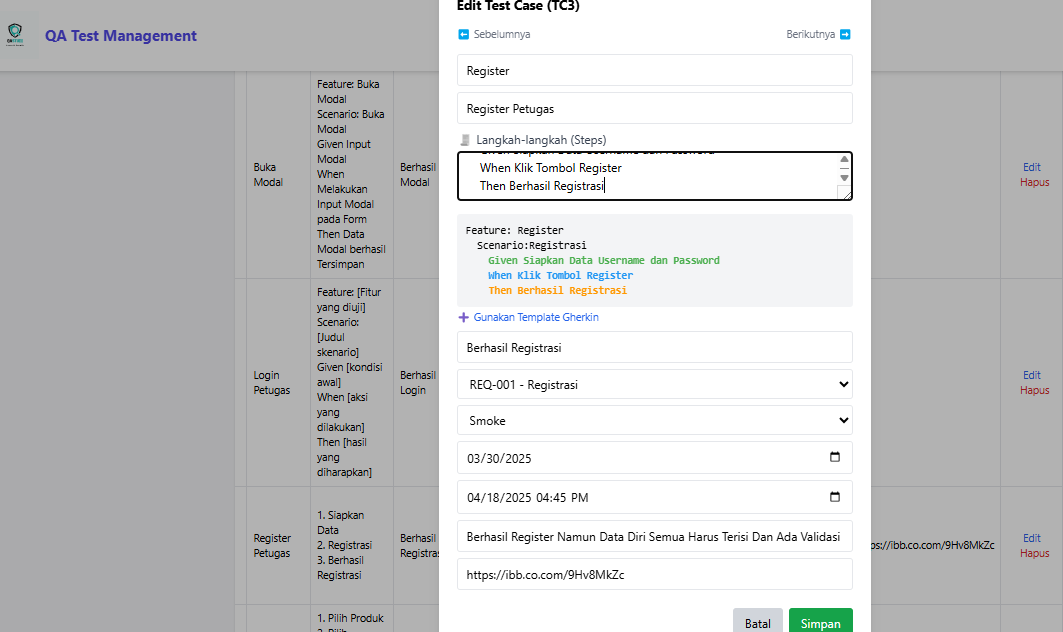 Edit Test Case (TC3)
QA Test Management
Sebelumnya
Berikutnya
Register
Register Petugas
Langkah-langkah (Steps)
When Klik Tombol Register
Then Berhasil Registrasi
Feature: Register
Scenario:Registrasi
Given Siapkan Data Username dan Password
When Klik Tombol Register
Then Berhasil Registrasi
Gunakan Template Gherkin
Berhasil Registrasi
REQ-001 - Registrasi
Smoke
03/30/2025
04/18/2025 04:45 PM
Berhasil Register Namun Data Diri Semua Harus Terisi Dan Ada Validasi
https://ibb.co.com/9Hv8MkZc
Batal
Simpan
Buka
Modal
Feature: Buka
Modal
Scenario: Buka
Modal
Given Input
Modal
When
Melakukan
Input Modal
pada Form
Then Data
Modal berhasil
Tersimpan
Berhasil
Modal
Edit
Hapus
Login
Petugas
Feature: [Fitur
yang diuji]
Scenario:
[Judul
skenario]
Given [kondisi
awal]
When [aksi
yang
dilakukan]
Then [hasil
yang
diharapkan]
Berhasil
Login
Edit
Hapus
Register
Petugas
1. Siapkan
Data
2. Registrasi
3. Berhasil
Registrasi
Berhasil
Registras
ps://ibb.co.com/9Hv8MkZc
Edit
Hapus
1. Pilih Produk